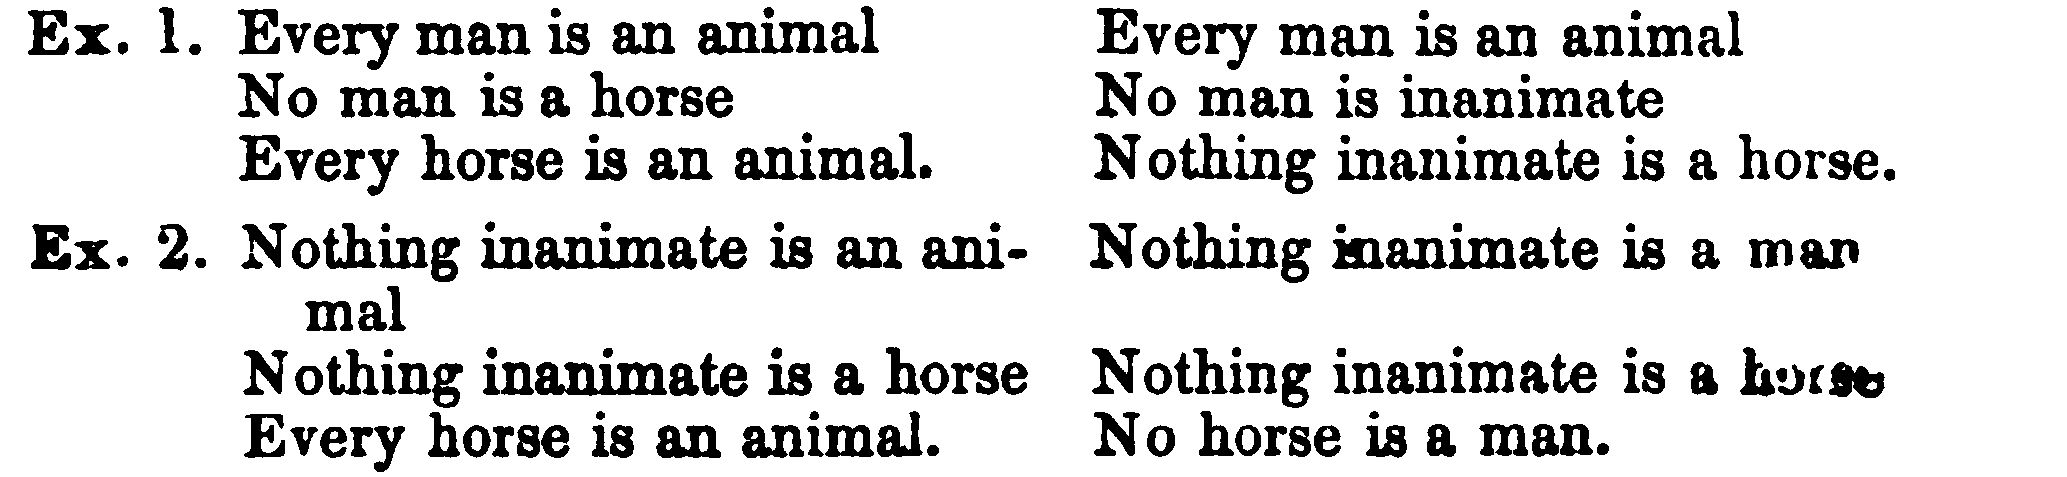 Ex. 1. Every man is an animal Every man is an animal
No man is a horse No man is inanimate
Every horse is an animal. Nothing inanimate is a horse.
Ex. 2. Nothing inanimate is an ani- Nothing inanimate is a man
mal
Nothing inanimate is a horse Nothing inanimate is a horse
Every horse is an animal. No horse is a man.